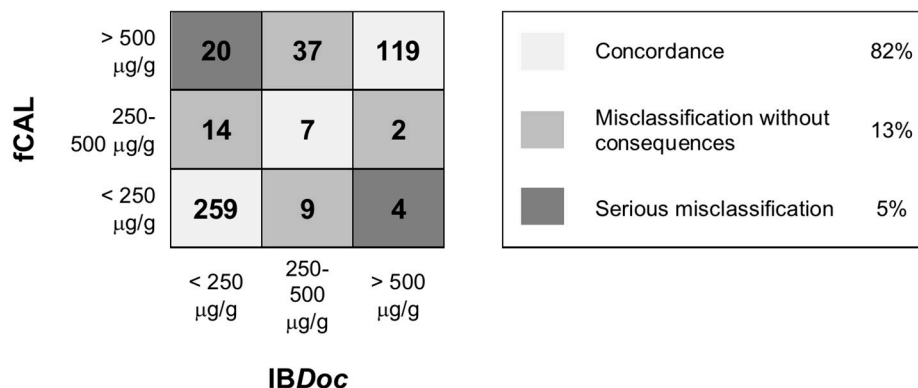 > 500
μg/g
20
37
119
250-
500 μg/g
14
7
2
< 250
μg/g
259
9
4
fCAL
< 250
μg/g
250-
500
μg/g
> 500
μg/g
IBDoc
Concordance
82%
Misclassification without
consequences
13%
Serious misclassification
5%